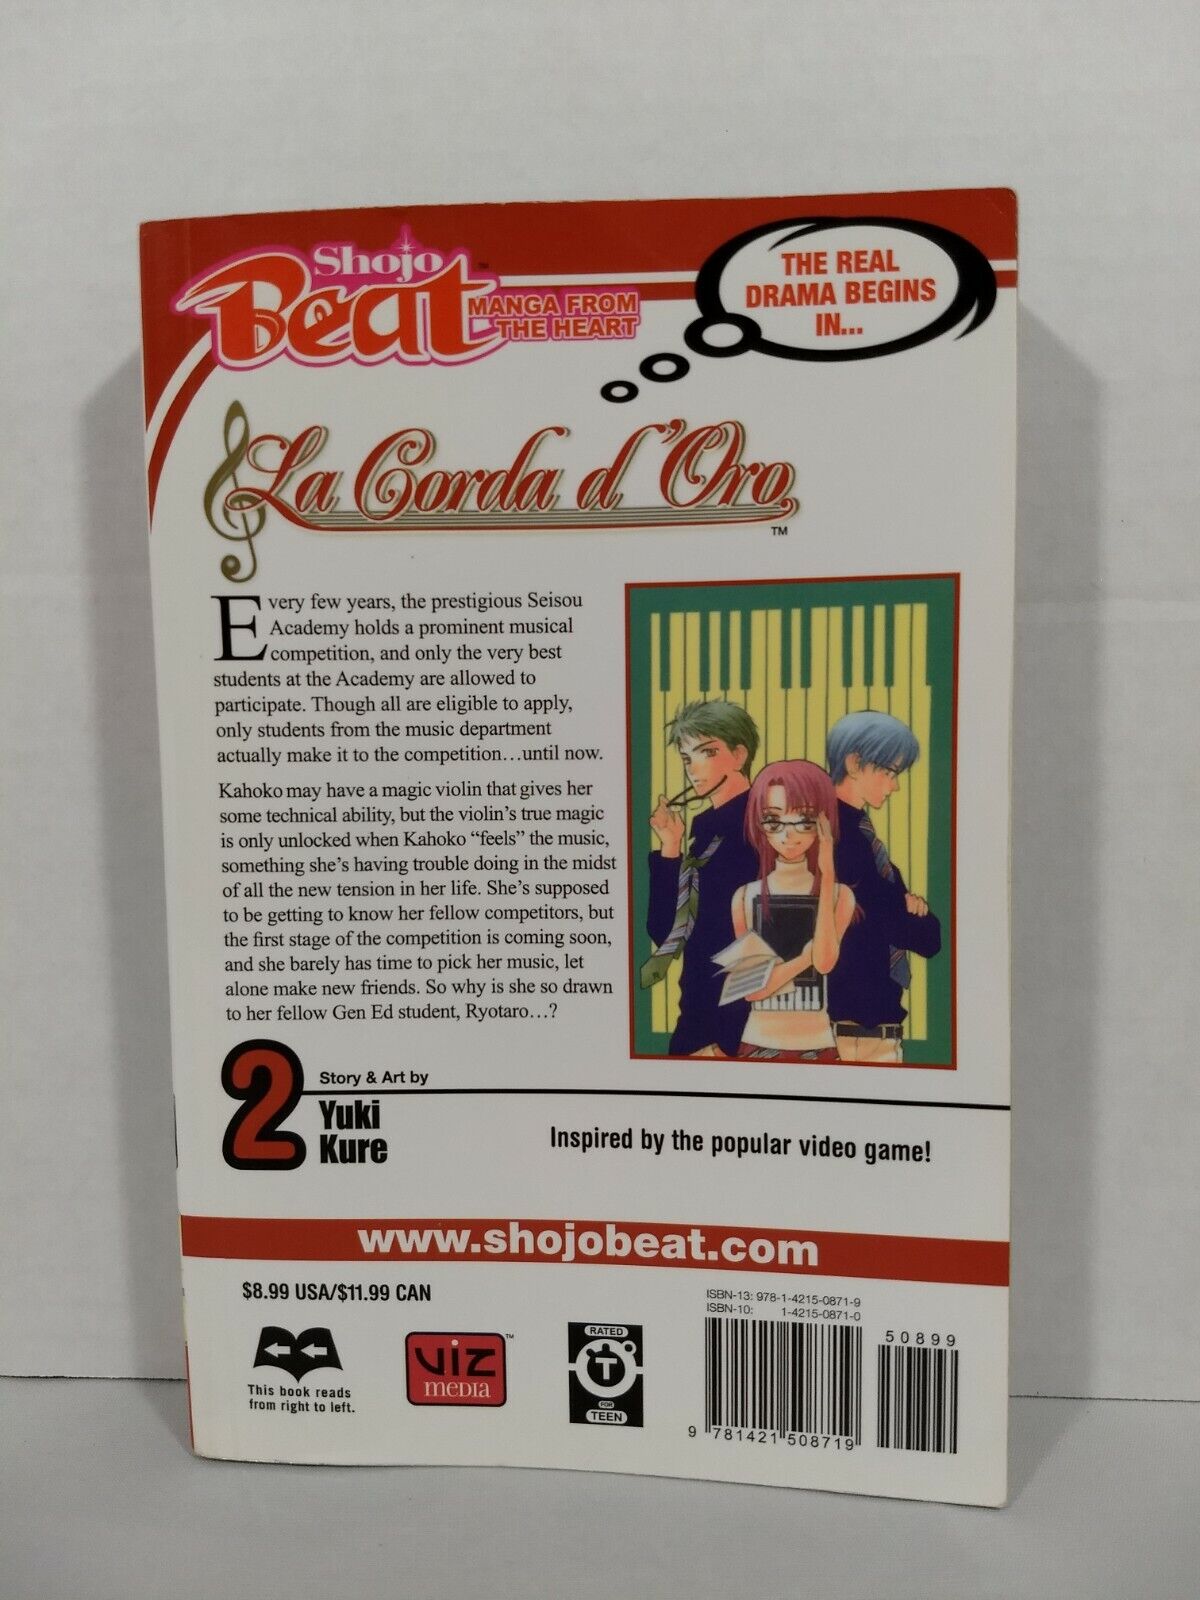 Shojo
Beat™
MANGA FROM
THE HEART
THE REAL
DRAMA BEGINS
IN...
La Corda d'Oro
™
Every few years, the prestigious Seisou
Academy holds a prominent musical
competition, and only the very best
students at the Academy are allowed to
participate. Though all are eligible to apply,
only students from the music department
actually make it to the competition…until now.
Kahoko may have a magic violin that gives her
some technical ability, but the violin's true magic
is only unlocked when Kahoko “feels” the music,
something she's having trouble doing in the midst
of all the new tension in her life. She's supposed
to be getting to know her fellow competitors, but
the first stage of the competition is coming soon,
and she barely has time to pick her music, let
alone make new friends. So why is she so drawn
to her fellow Gen Ed student, Ryotaro…?
2
Story & Art by
Yuki
Kure
Inspired by the popular video game!
www.shojobeat.com
$8.99 USA/$11.99 CAN
This book reads
from right to left.
VIZ™
MEDIA
RATED
T
FOR
TEEN
ISBN-13: 978-1-4215-0871-9
ISBN-10: 1-4215-0871-0
50899
9 781421 508719